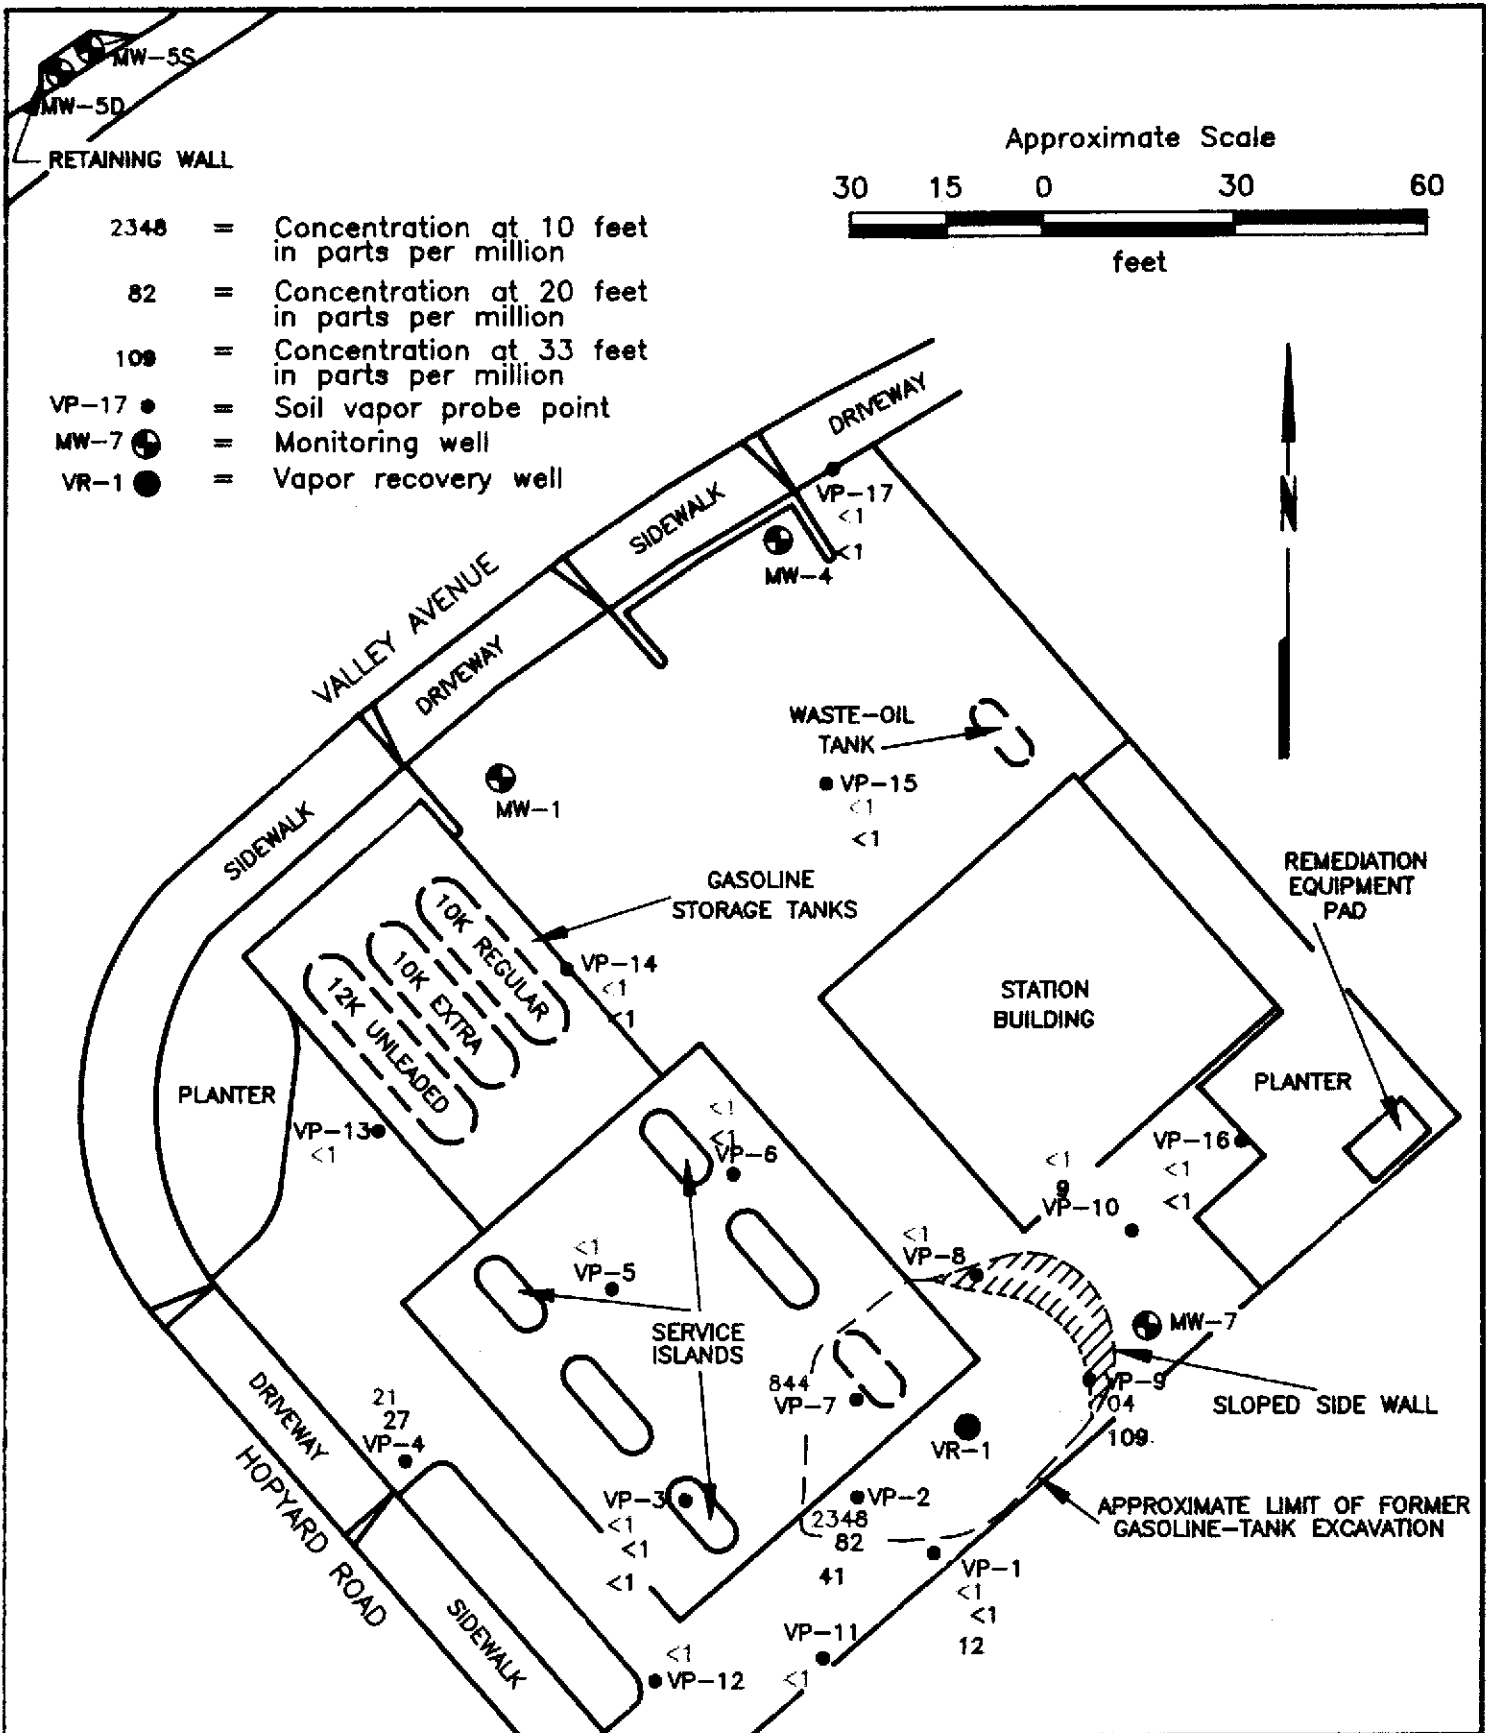 MW-5S
MW-5D
RETAINING WALL
Approximate Scale
30 15 0 30 60
feet
2348 = Concentration at 10 feet
in parts per million
82 = Concentration at 20 feet
in parts per million
109 = Concentration at 33 feet
in parts per million
VP-17 = Soil vapor probe point
MW-7 = Monitoring well
VR-1 = Vapor recovery well
DRIVEWAY
VP-17
<1
<1
SIDEWALK
MW-4
N
VALLEY AVENUE
DRIVEWAY
WASTE-OIL
TANK
VP-15
<1
<1
MW-1
SIDEWALK
GASOLINE
STORAGE TANKS
REMEDIATION
EQUIPMENT
PAD
10K REGULAR
10K EXTRA
12K UNLEADED
VP-14
<1
<1
STATION
BUILDING
PLANTER
PLANTER
VP-13
<1
<1
<1
VP-6
VP-16
<1
<1
<1
9
VP-10
<1
VP-8
<1
VP-5
SERVICE
ISLANDS
MW-7
844
VP-7
VP-9
704
109
SLOPED SIDE WALL
VR-1
21
27
VP-4
DRIVEWAY
HOPYARD ROAD
SIDEWALK
VP-3
<1
<1
<1
VP-2
2348
82
41
APPROXIMATE LIMIT OF FORMER
GASOLINE-TANK EXCAVATION
VP-1
<1
<1
12
VP-11
<1
<1
VP-12